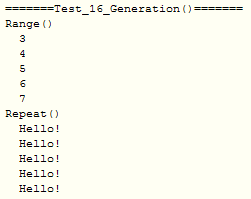 =======Test_16_Generation()=======
Range()
  3
  4
  5
  6
  7
Repeat()
  Hello!
  Hello!
  Hello!
  Hello!
  Hello!